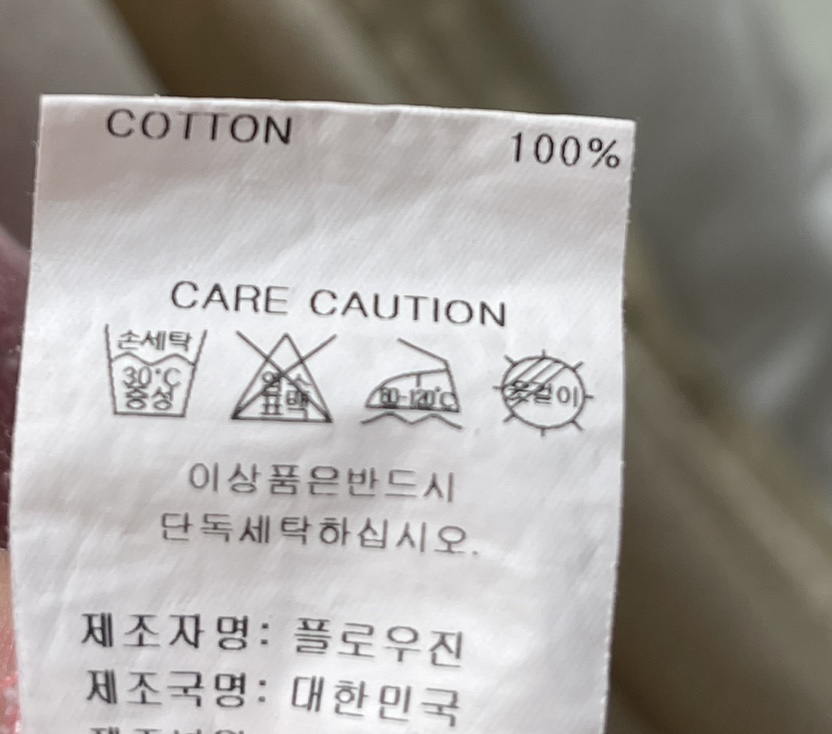 COTTON 100%
CARE CAUTION
손세탁
30°C
중성
염소
표백
80-120°C
옷걸이
이상품은반드시
단독세탁하십시오.
제조자명: 플로우진
제조국명: 대한민국